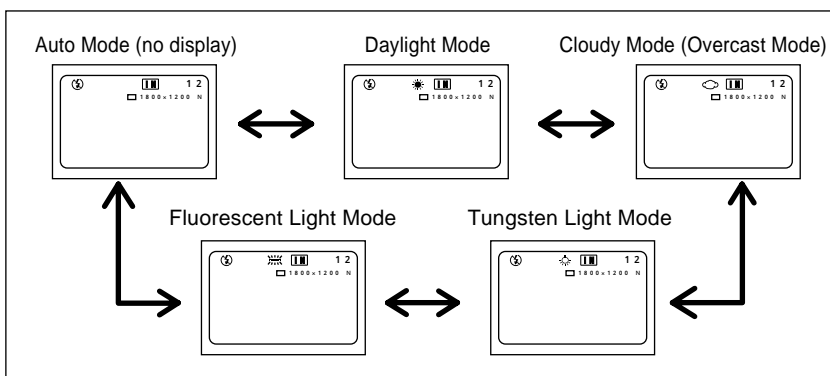 Auto Mode (no display)
Daylight Mode
Cloudy Mode (Overcast Mode)
12
1800×1200 N
12
1800×1200 N
12
1800×1200 N
Fluorescent Light Mode
Tungsten Light Mode
12
1800×1200 N
12
1800×1200 N